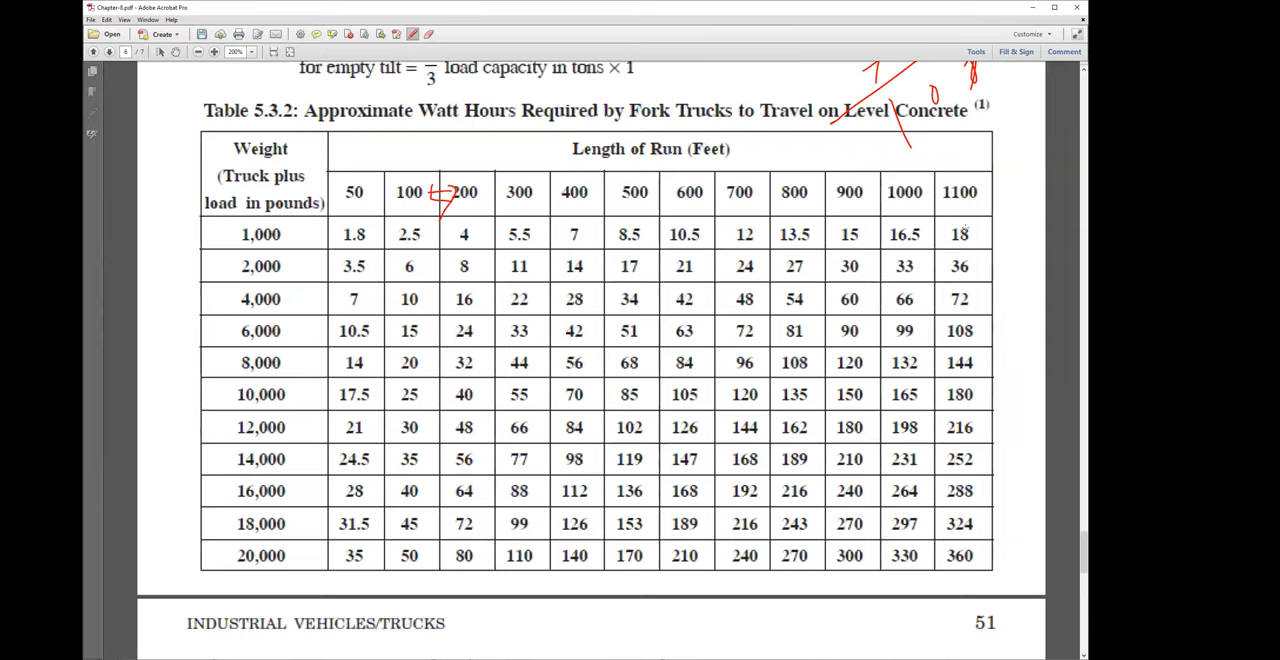 Chapter-8.pdf - Adobe Acrobat Pro
File Edit View Window Help
Open Create Customize
6 / 7 200% Tools Fill & Sign Comment
for empty tilt = 3 load capacity in tons × 1
Table 5.3.2: Approximate Watt Hours Required by Fork Trucks to Travel on Level Concrete (1)
Weight (Truck plus load in pounds) Length of Run (Feet)
50 100 200 300 400 500 600 700 800 900 1000 1100
1,000 1.8 2.5 4 5.5 7 8.5 10.5 12 13.5 15 16.5 18
2,000 3.5 6 8 11 14 17 21 24 27 30 33 36
4,000 7 10 16 22 28 34 42 48 54 60 66 72
6,000 10.5 15 24 33 42 51 63 72 81 90 99 108
8,000 14 20 32 44 56 68 84 96 108 120 132 144
10,000 17.5 25 40 55 70 85 105 120 135 150 165 180
12,000 21 30 48 66 84 102 126 144 162 180 198 216
14,000 24.5 35 56 77 98 119 147 168 189 210 231 252
16,000 28 40 64 88 112 136 168 192 216 240 264 288
18,000 31.5 45 72 99 126 153 189 216 243 270 297 324
20,000 35 50 80 110 140 170 210 240 270 300 330 360
INDUSTRIAL VEHICLES/TRUCKS 51